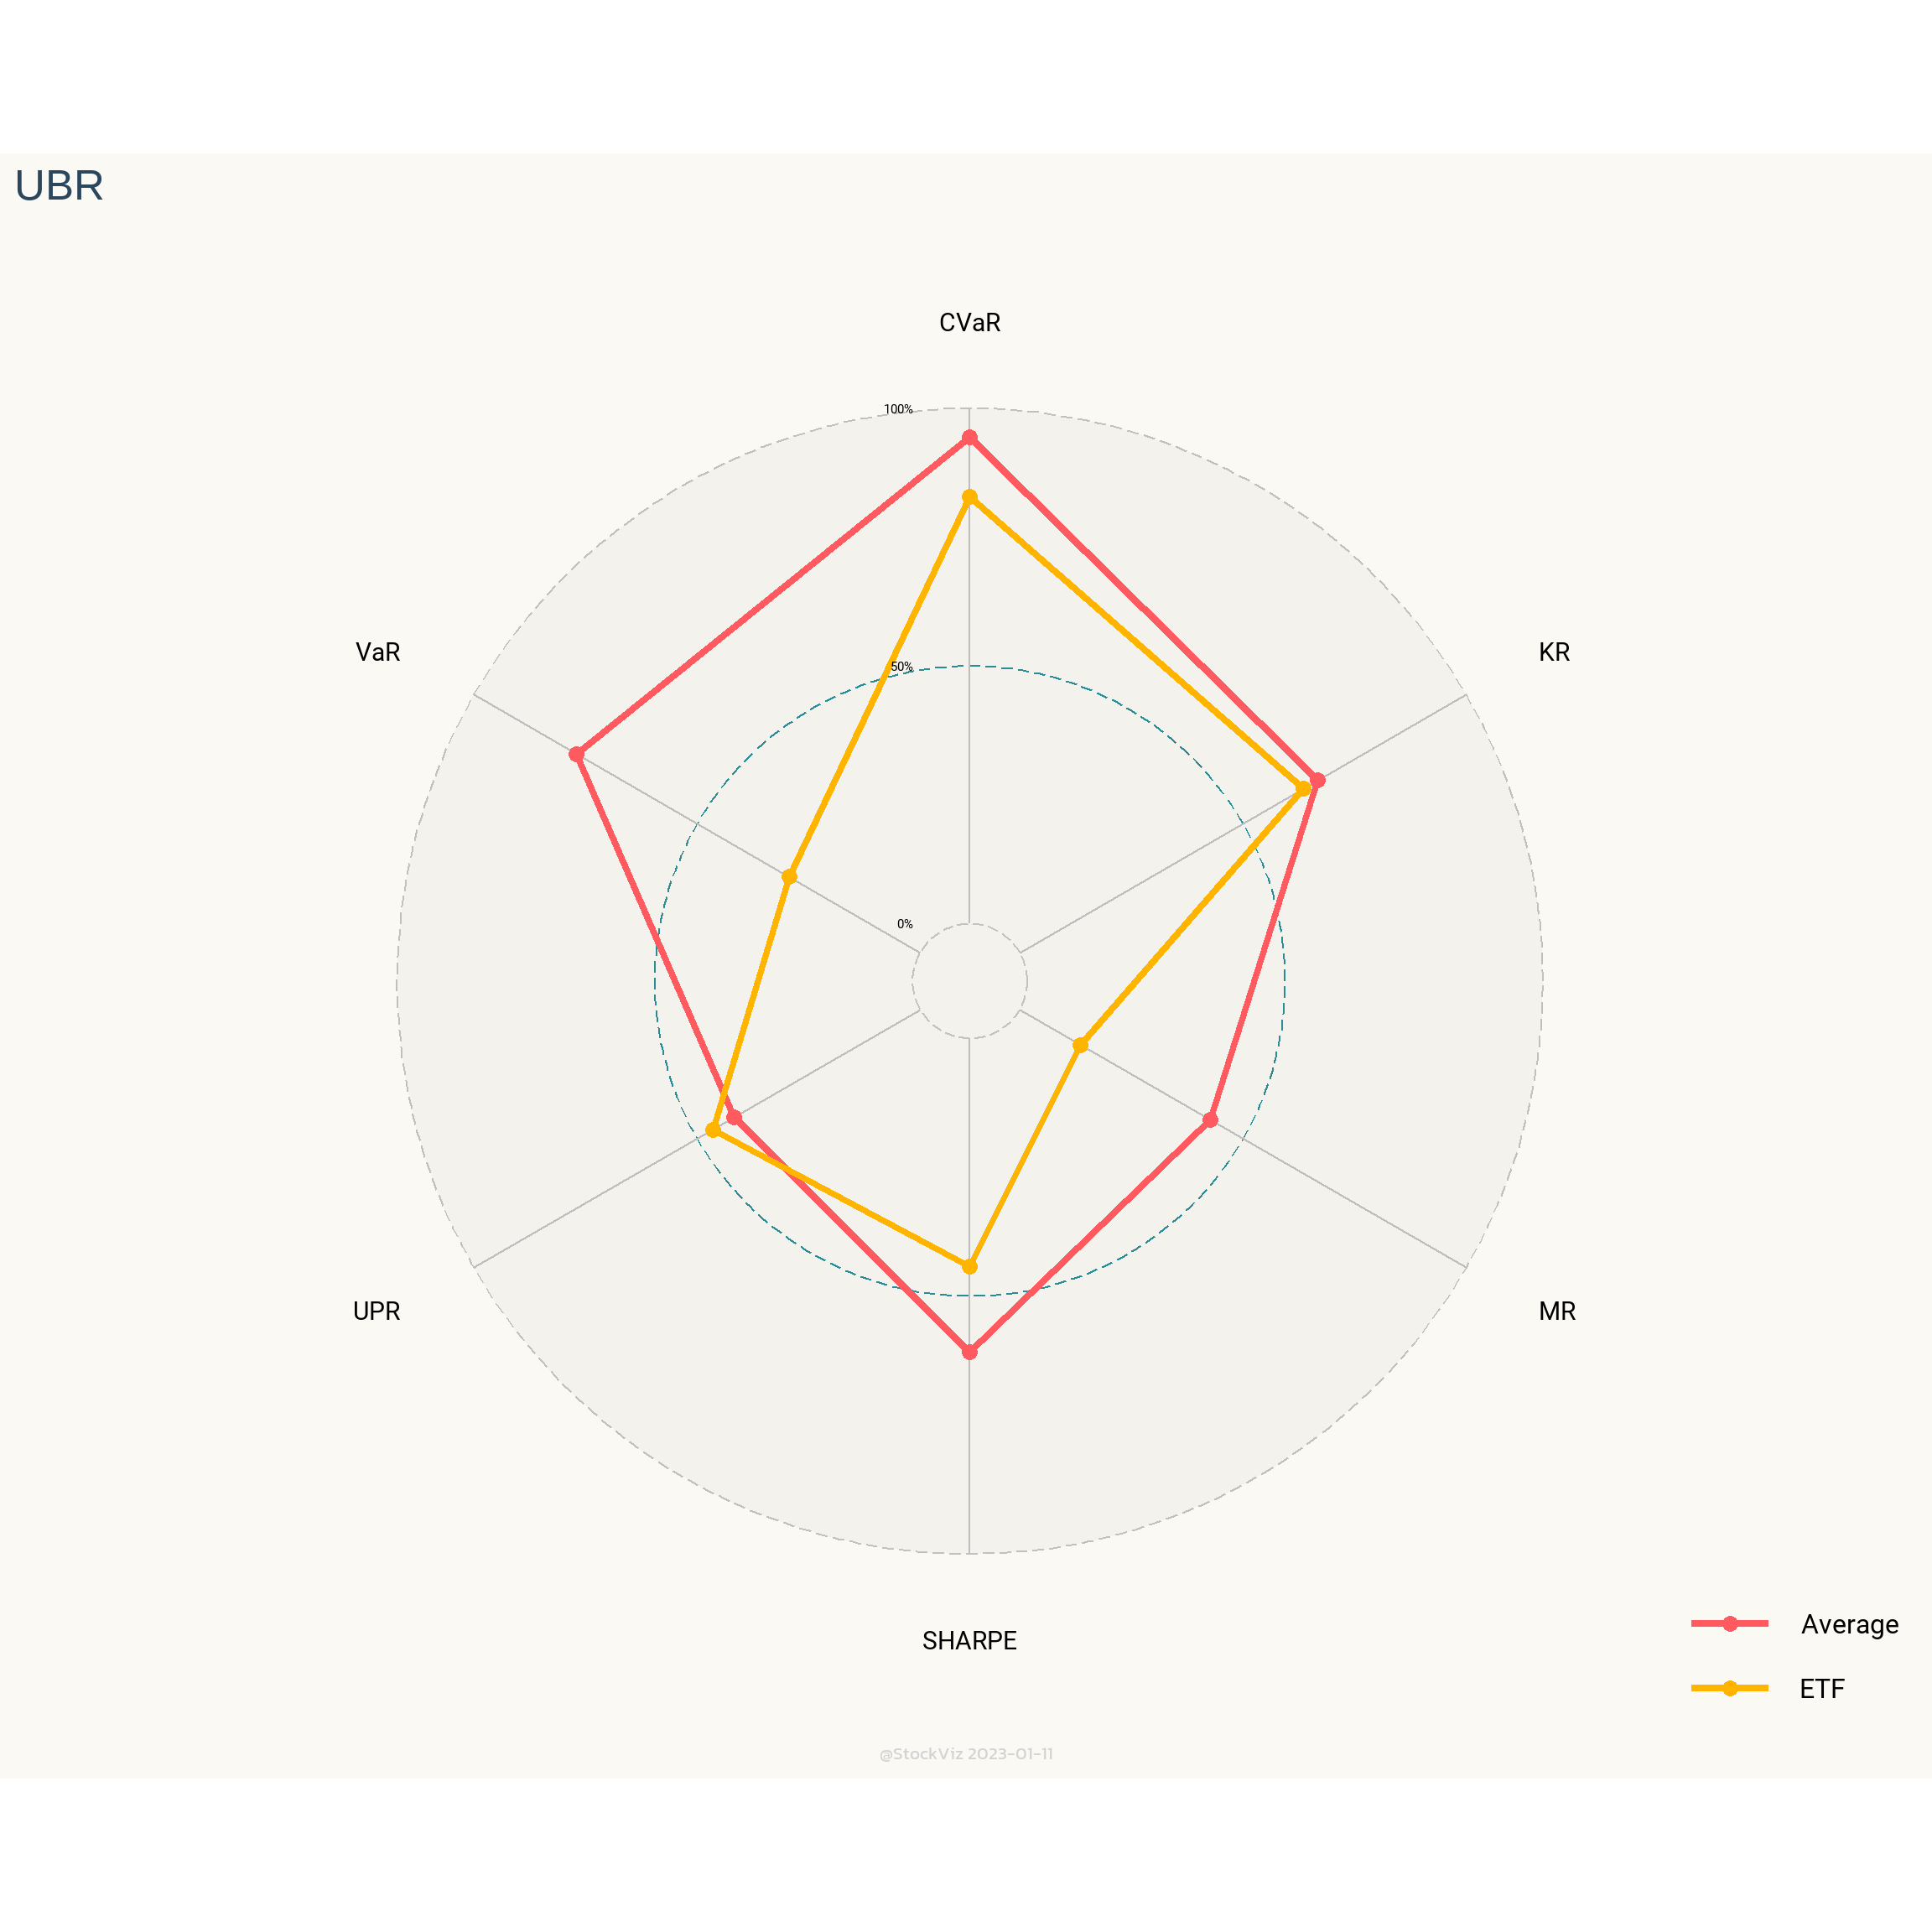 UBR
CVaR
100%
VaR
KR
50%
0%
UPR
MR
SHARPE
Average
ETF
@StockViz 2023-01-11